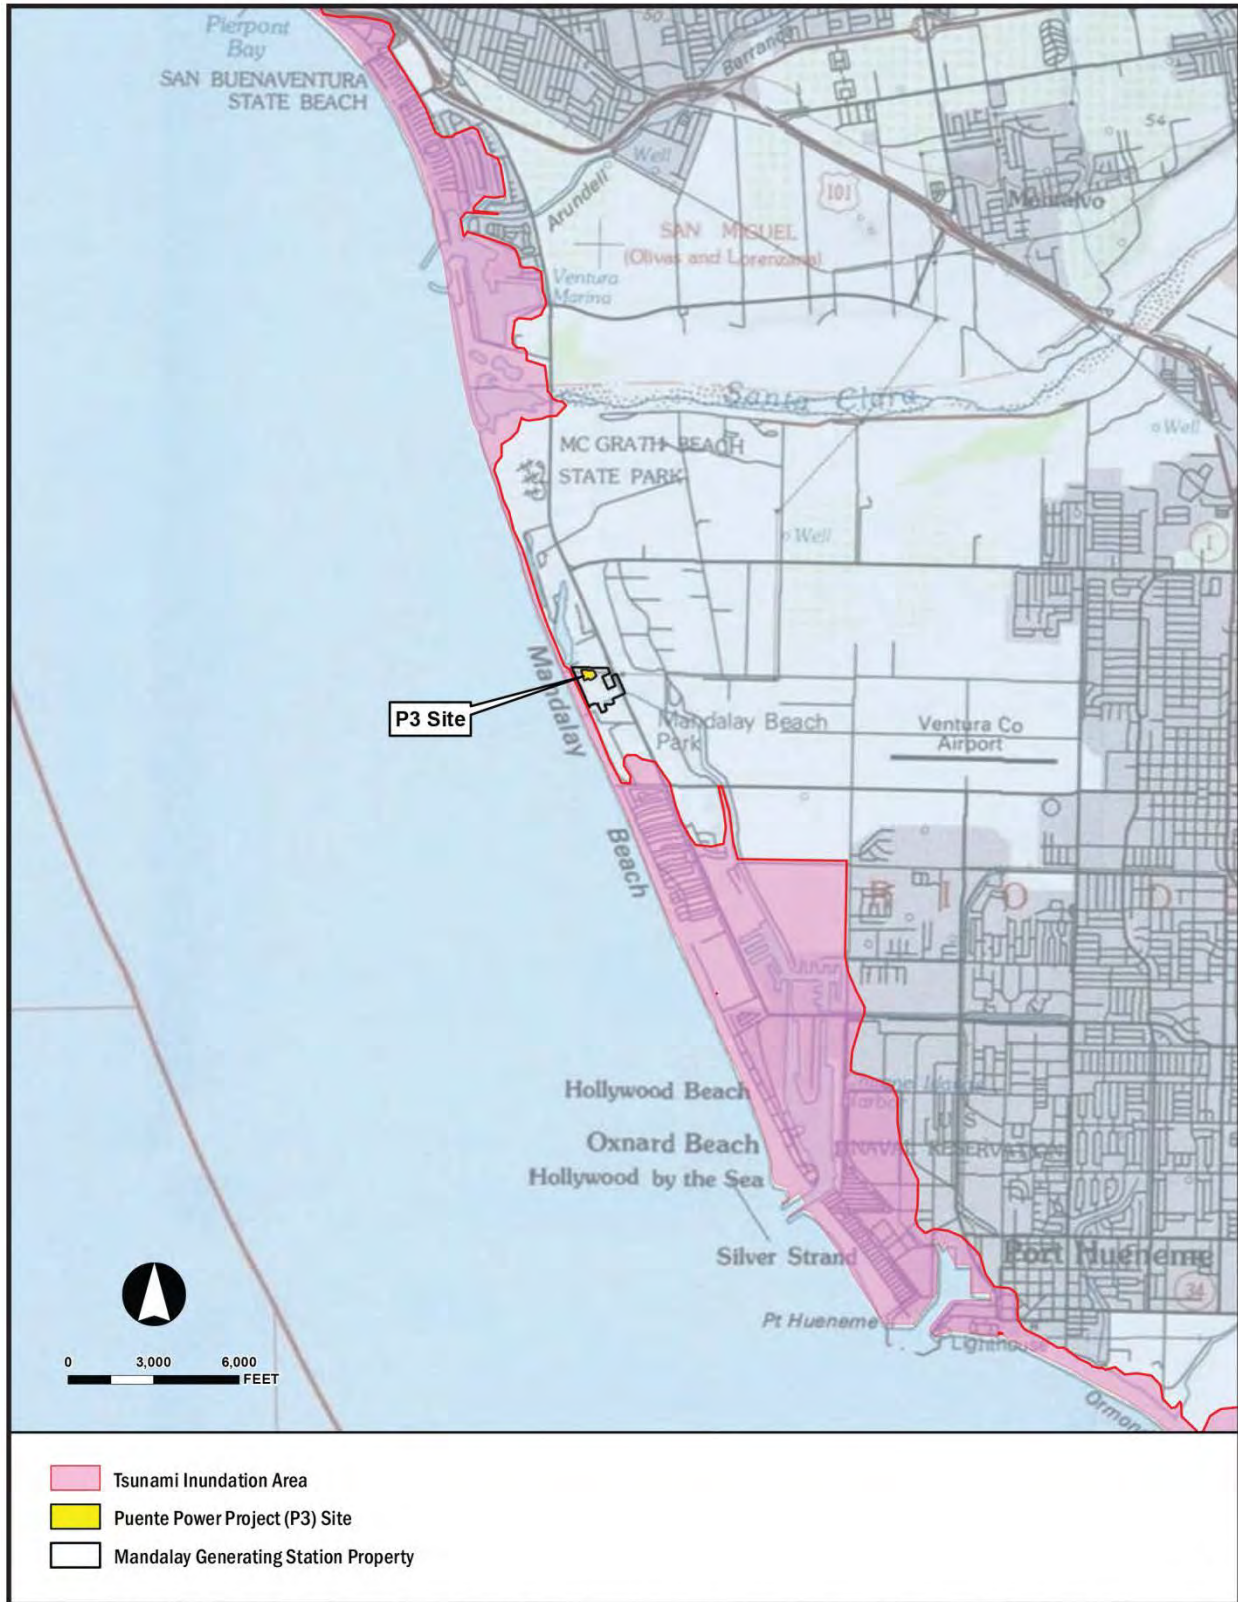 50
Pierpont
Bay
SAN BUENAVENTURA
STATE BEACH
Barranca
54
Well
Arundell
101
Montalvo
SAN MIGUEL
(Olivas and Lorenzana)
Ventura
Marina
Santa Clara
Well
MC GRATH BEACH
STATE PARK
Well
1
Mandalay
P3 Site
Mandalay Beach
Park
Ventura Co
Airport
Beach
R I O
D
Hollywood Beach
Harbor
Oxnard Beach
U S
NAVAL RESERVATION
Hollywood by the Sea
Silver Strand
Port Hueneme
34
Pt Hueneme
Lighthouse
0 3,000 6,000
FEET
Tsunami Inundation Area
Puente Power Project (P3) Site
Mandalay Generating Station Property